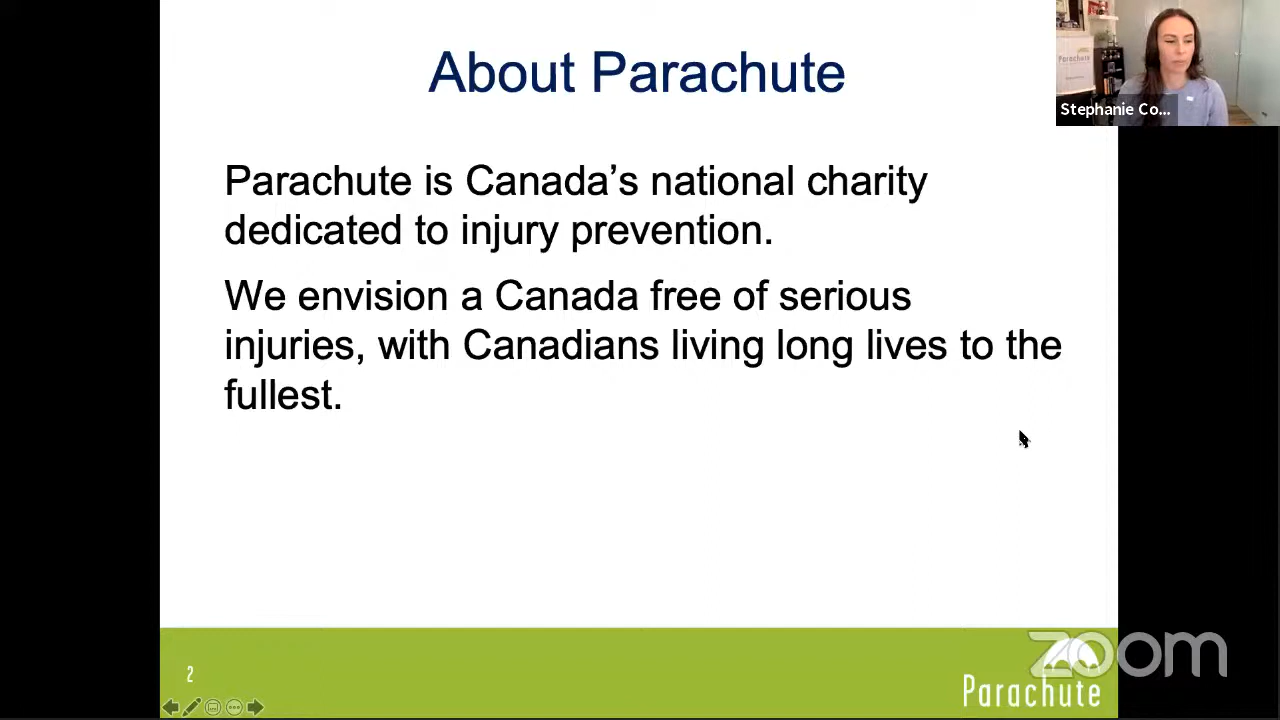 About Parachute
Parachute
Stephanie Co...
Parachute is Canada’s national charity
dedicated to injury prevention.
We envision a Canada free of serious
injuries, with Canadians living long lives to the
fullest.
2
zoom
Parachute